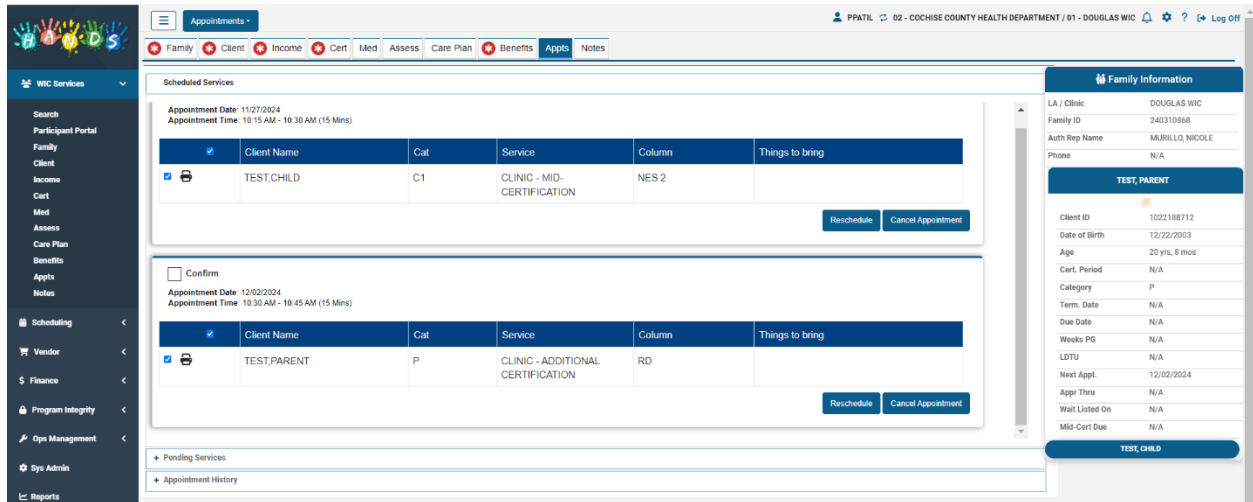 HANDS
Appointments
PPATIL 02 - COCHISE COUNTY HEALTH DEPARTMENT / 01 - DOUGLAS WIC ? Log Off
Family Client Income Cert Med Assess Care Plan Benefits Appts Notes
WIC Services
Search
Participant Portal
Family
Client
Income
Cert
Med
Assess
Care Plan
Benefits
Appts
Notes
Scheduling
Vendor
$ Finance
Program Integrity
Ops Management
Sys Admin
Reports
Scheduled Services
Appointment Date: 11/27/2024
Appointment Time: 10:15 AM - 10:30 AM (15 Mins)
Client Name Cat Service Column Things to bring
TEST,CHILD C1 CLINIC - MID- NES 2
CERTIFICATION
Reschedule Cancel Appointment
Confirm
Appointment Date: 12/02/2024
Appointment Time: 10:30 AM - 10:45 AM (15 Mins)
Client Name Cat Service Column Things to bring
TEST,PARENT P CLINIC - ADDITIONAL RD
CERTIFICATION
Reschedule Cancel Appointment
+ Pending Services
+ Appointment History
Family Information
LA / Clinic DOUGLAS WIC
Family ID 240310868
Auth Rep Name MURILLO, NICOLE
Phone N/A
TEST, PARENT
Client ID 1022188712
Date of Birth 12/22/2003
Age 20 yrs, 8 mos
Cert. Period N/A
Category P
Term. Date N/A
Due Date N/A
Weeks PG N/A
LDTU N/A
Next Appt. 12/02/2024
Appr Thru N/A
Wait Listed On N/A
Mid-Cert Due N/A
TEST, CHILD